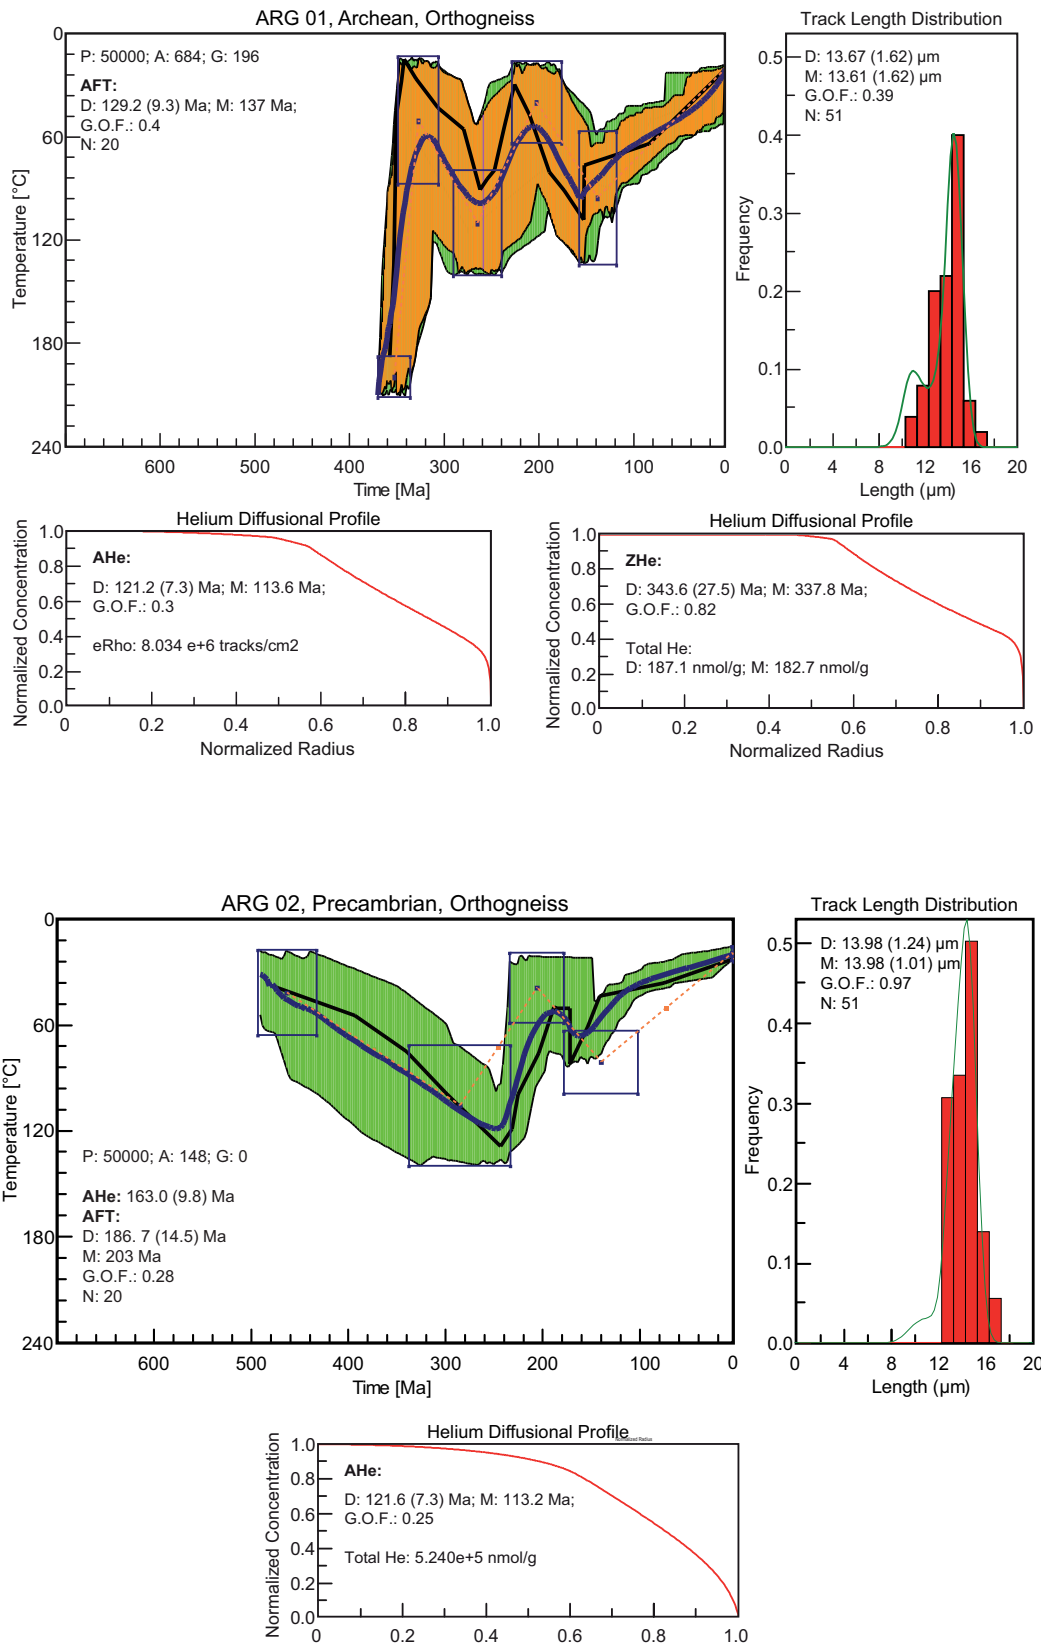 ARG 01, Archean, Orthogneiss
P: 50000; A: 684; G: 196
AFT:
D: 129.2 (9.3) Ma; M: 137 Ma;
G.O.F.: 0.4
N: 20
0
60
120
180
240
Temperature [°C]
600
500
400
300
200
100
0
Time [Ma]
Track Length Distribution
D: 13.67 (1.62) µm
M: 13.61 (1.62) µm
G.O.F.: 0.39
N: 51
0.5
0.4
0.3
0.2
0.1
0.0
Frequency
0
4
8
12
16
20
Length (µm)
Helium Diffusional Profile
AHe:
D: 121.2 (7.3) Ma; M: 113.6 Ma;
G.O.F.: 0.3
eRho: 8.034 e+6 tracks/cm2
1.0
0.8
0.6
0.4
0.2
0.0
Normalized Concentration
0
0.2
0.4
0.6
0.8
1.0
Normalized Radius
Helium Diffusional Profile
ZHe:
D: 343.6 (27.5) Ma; M: 337.8 Ma;
G.O.F.: 0.82
Total He:
D: 187.1 nmol/g; M: 182.7 nmol/g
1.0
0.8
0.6
0.4
0.2
0.0
Normalized Concentration
0
0.2
0.4
0.6
0.8
1.0
Normalized Radius
ARG 02, Precambrian, Orthogneiss
0
60
120
180
240
Temperature [°C]
P: 50000; A: 148; G: 0
AHe: 163.0 (9.8) Ma
AFT:
D: 186. 7 (14.5) Ma
M: 203 Ma
G.O.F.: 0.28
N: 20
600
500
400
300
200
100
0
Time [Ma]
Track Length Distribution
D: 13.98 (1.24) µm
M: 13.98 (1.01) µm
G.O.F.: 0.97
N: 51
0.5
0.4
0.3
0.2
0.1
0.0
Frequency
0
4
8
12
16
20
Length (µm)
Helium Diffusional Profile
Normalized Radius
AHe:
D: 121.6 (7.3) Ma; M: 113.2 Ma;
G.O.F.: 0.25
Total He: 5.240e+5 nmol/g
1.0
0.8
0.6
0.4
0.2
0.0
Normalized Concentration
0
0.2
0.4
0.6
0.8
1.0